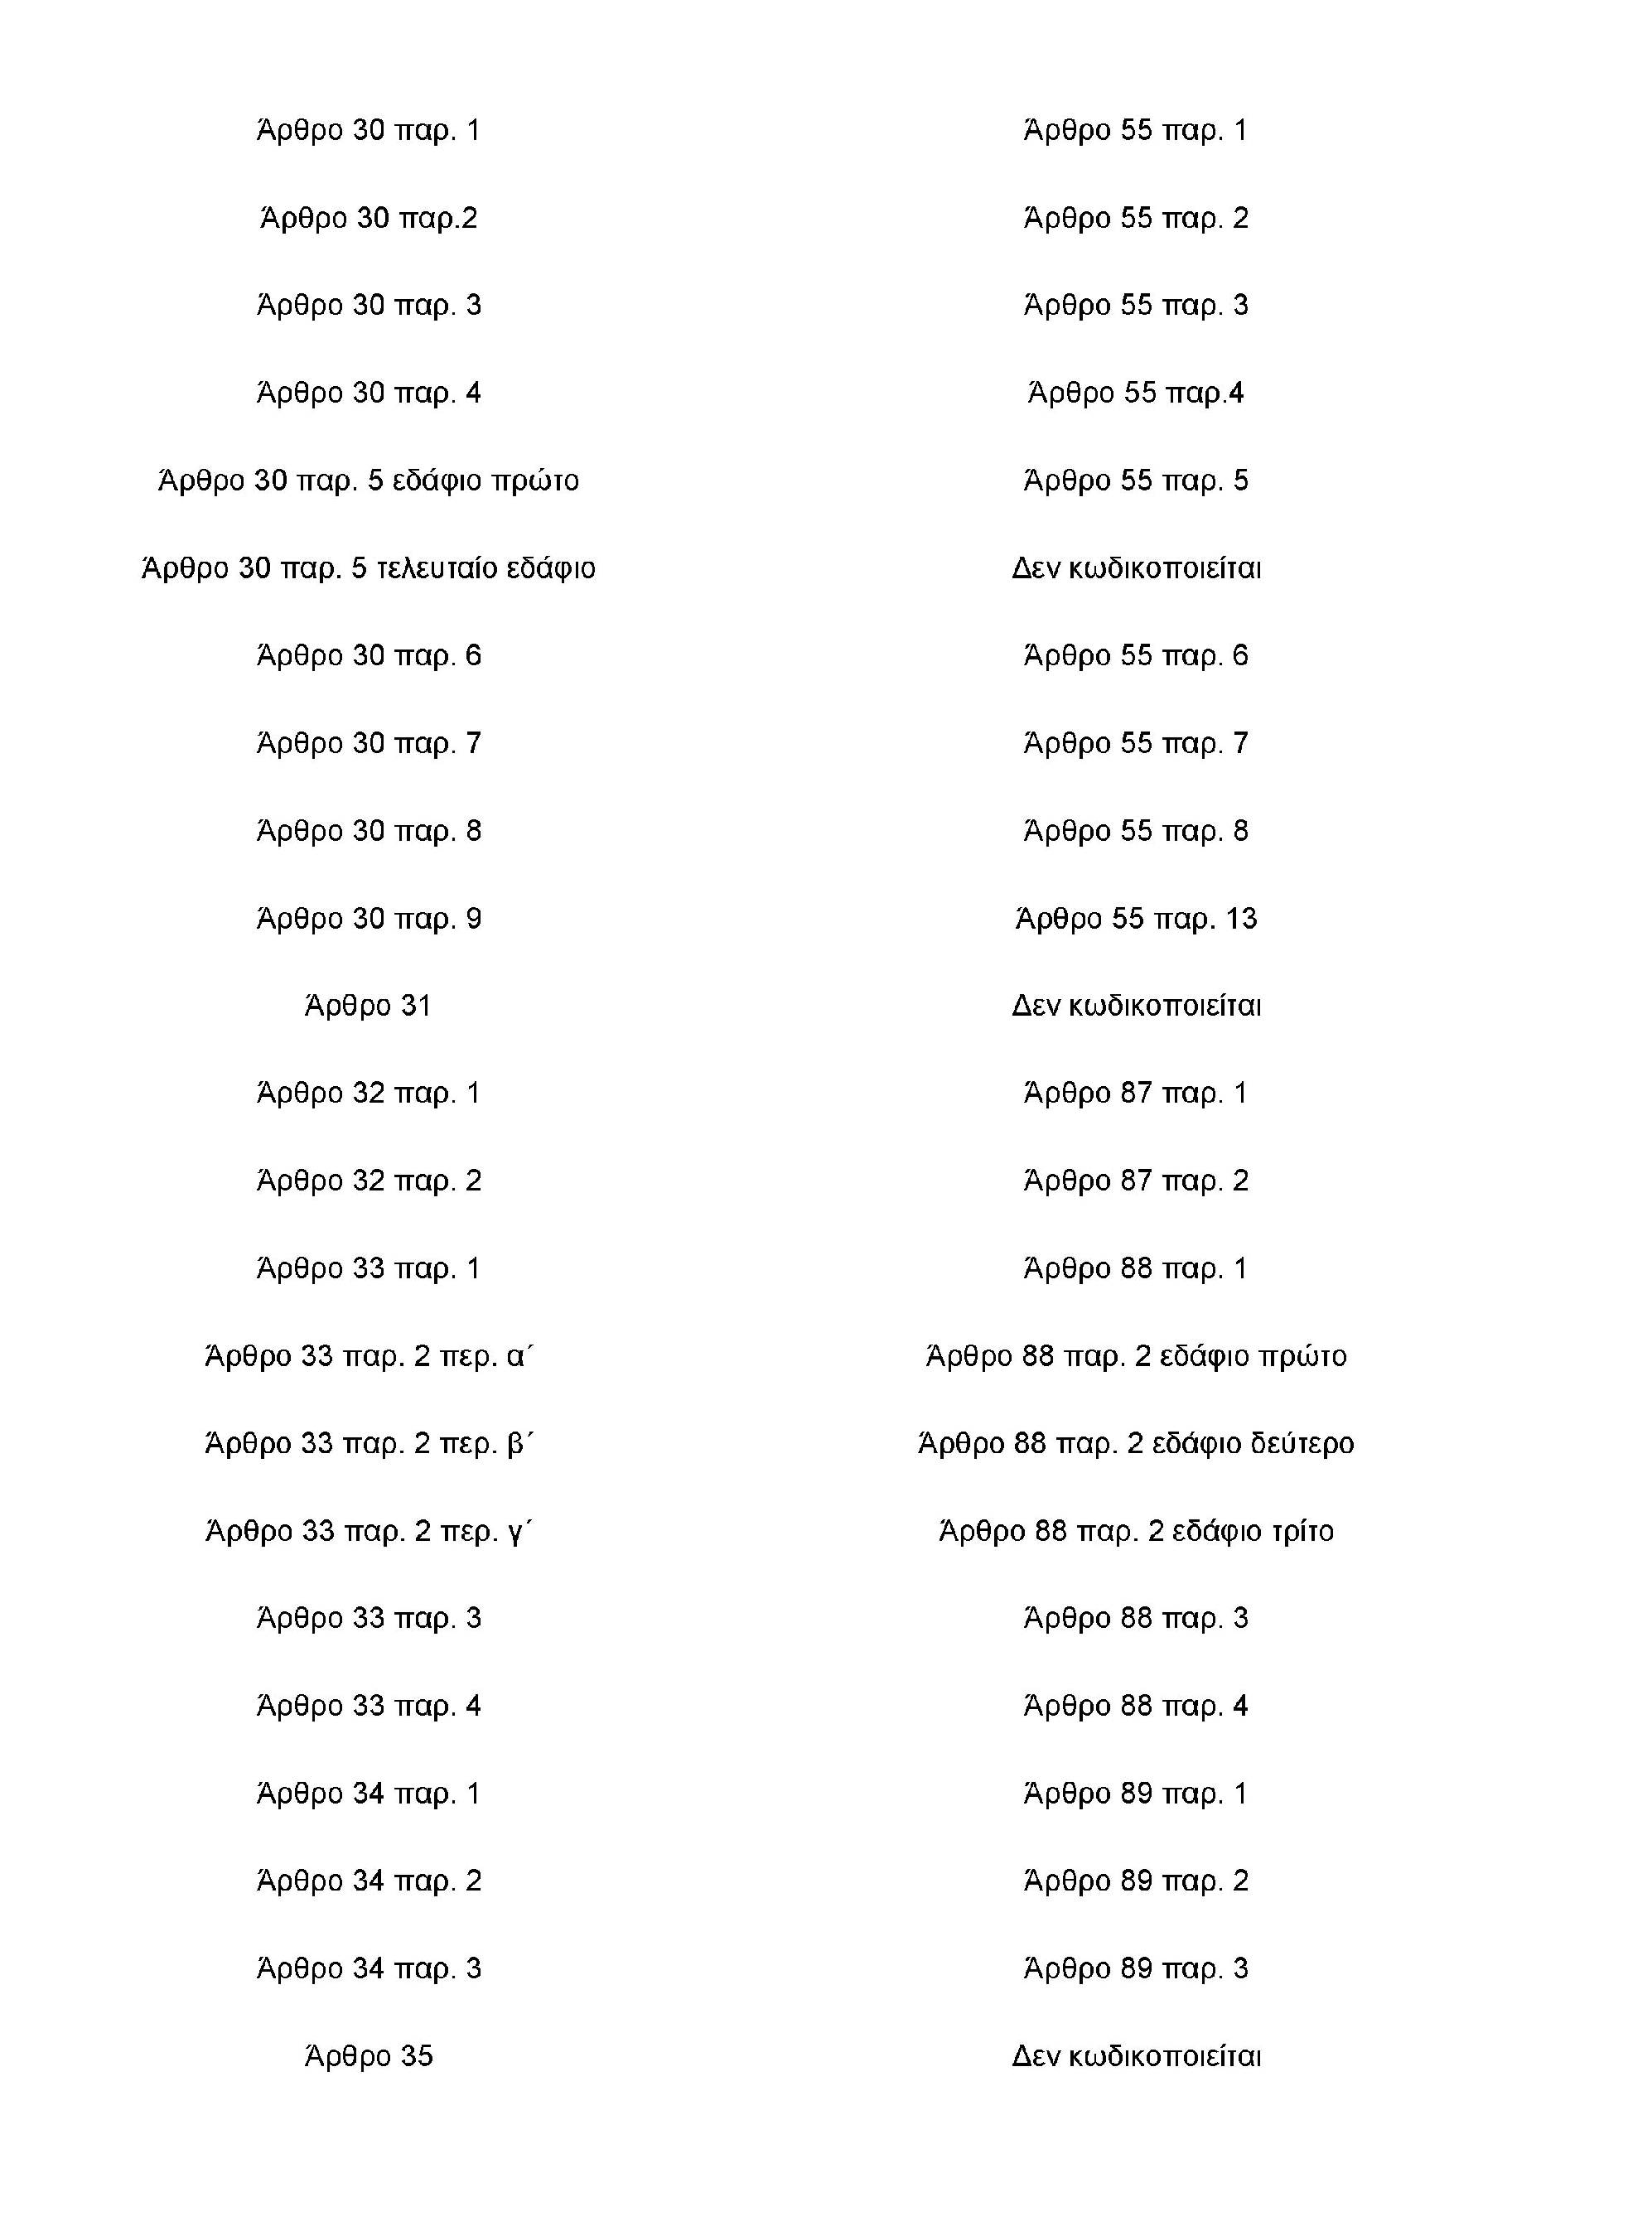 Άρθρο 30 παρ. 1 Άρθρο 55 παρ. 1
Άρθρο 30 παρ.2 Άρθρο 55 παρ. 2
Άρθρο 30 παρ. 3 Άρθρο 55 παρ. 3
Άρθρο 30 παρ. 4 Άρθρο 55 παρ.4
Άρθρο 30 παρ. 5 εδάφιο πρώτο Άρθρο 55 παρ. 5
Άρθρο 30 παρ. 5 τελευταίο εδάφιο Δεν κωδικοποιείται
Άρθρο 30 παρ. 6 Άρθρο 55 παρ. 6
Άρθρο 30 παρ. 7 Άρθρο 55 παρ. 7
Άρθρο 30 παρ. 8 Άρθρο 55 παρ. 8
Άρθρο 30 παρ. 9 Άρθρο 55 παρ. 13
Άρθρο 31 Δεν κωδικοποιείται
Άρθρο 32 παρ. 1 Άρθρο 87 παρ. 1
Άρθρο 32 παρ. 2 Άρθρο 87 παρ. 2
Άρθρο 33 παρ. 1 Άρθρο 88 παρ. 1
Άρθρο 33 παρ. 2 περ. α΄ Άρθρο 88 παρ. 2 εδάφιο πρώτο
Άρθρο 33 παρ. 2 περ. β΄ Άρθρο 88 παρ. 2 εδάφιο δεύτερο
Άρθρο 33 παρ. 2 περ. γ΄ Άρθρο 88 παρ. 2 εδάφιο τρίτο
Άρθρο 33 παρ. 3 Άρθρο 88 παρ. 3
Άρθρο 33 παρ. 4 Άρθρο 88 παρ. 4
Άρθρο 34 παρ. 1 Άρθρο 89 παρ. 1
Άρθρο 34 παρ. 2 Άρθρο 89 παρ. 2
Άρθρο 34 παρ. 3 Άρθρο 89 παρ. 3
Άρθρο 35 Δεν κωδικοποιείται